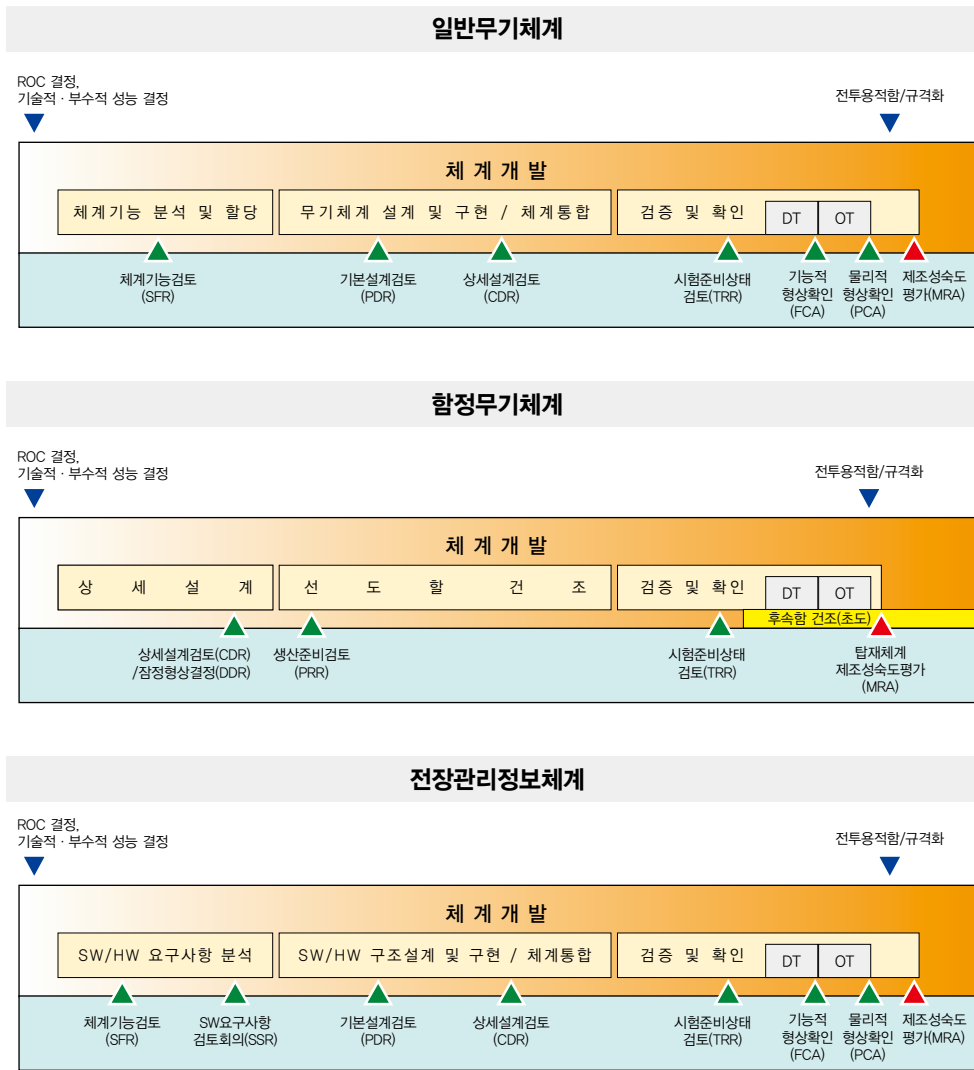 일반무기체계
ROC 결정,
기술적 · 부수적 성능 결정
전투용적합/규격화
체 계 개 발
체계기능 분석 및 할당
무기체계 설계 및 구현 / 체계통합
검증 및 확인
DT
OT
체계기능검토
(SFR)
기본설계검토
(PDR)
상세설계검토
(CDR)
시험준비상태
검토(TRR)
기능적
형상확인
(FCA)
물리적
형상확인
(PCA)
제조성숙도
평가(MRA)
함정무기체계
ROC 결정,
기술적 · 부수적 성능 결정
전투용적합/규격화
체 계 개 발
상 세 설 계
선 도 할 건 조
검증 및 확인
DT
OT
후속함 건조(초도)
상세설계검토(CDR)
/잠정형상결정(DDR)
생산준비검토
(PRR)
시험준비상태
검토(TRR)
탑재체계
제조성숙도평가
(MRA)
전장관리정보체계
ROC 결정,
기술적 · 부수적 성능 결정
전투용적합/규격화
체 계 개 발
SW/HW 요구사항 분석
SW/HW 구조설계 및 구현 / 체계통합
검증 및 확인
DT
OT
체계기능검토
(SFR)
SW요구사항
검토회의(SSR)
기본설계검토
(PDR)
상세설계검토
(CDR)
시험준비상태
검토(TRR)
기능적
형상확인
(FCA)
물리적
형상확인
(PCA)
제조성숙도
평가(MRA)